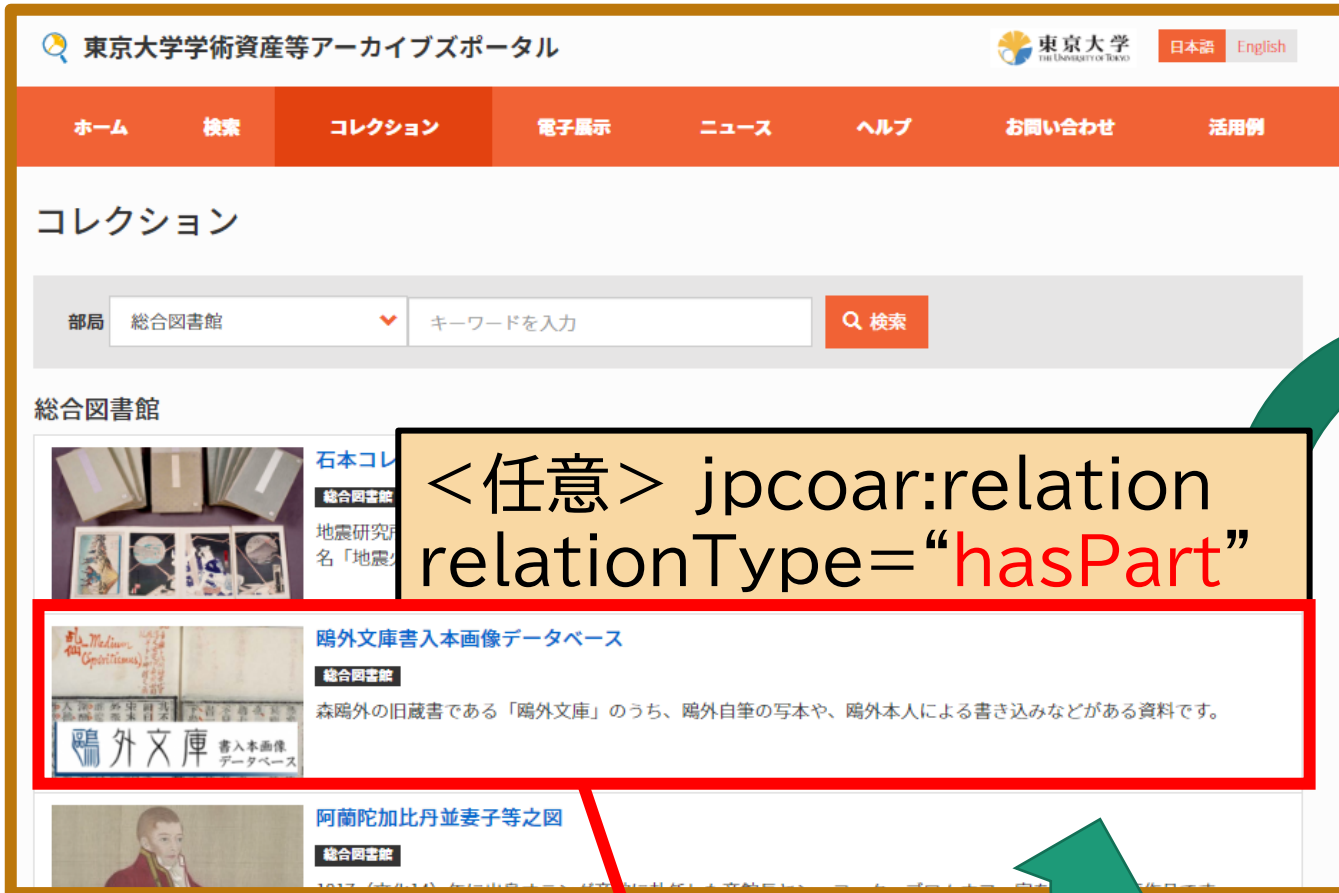 東京大学学術資産等アーカイブズポータル
東京大学
THE UNIVERSITY OF TOKYO
日本語 English
ホーム 検索 コレクション 電子展示 ニュース ヘルプ お問い合わせ 活用例
コレクション
部局 総合図書館 キーワードを入力 検索
総合図書館
石本コレ
総合図書館
地震研究所
名「地震火
<任意> jpcoar:relation
relationType=“hasPart”
鴎外文庫書入本画像データベース
総合図書館
森鴎外の旧蔵書である「鴎外文庫」のうち、鴎外自筆の写本や、鴎外本人による書き込みなどがある資料です。
Medium
(Spiritismus)
鷗外文庫 書入本画像
データベース
阿蘭陀加比丹並妻子等之図
総合図書館